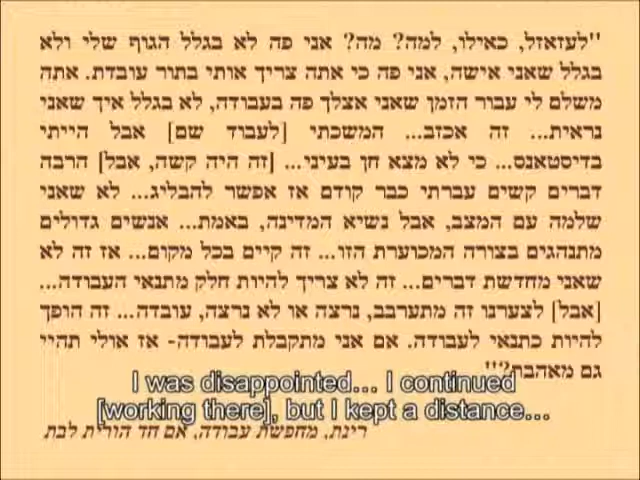 "לעזאזל, כאילו, למה? מה? אני פה לא בגלל הגוף שלי ולא
בגלל שאני אישה, אני פה כי אתה צריך אותי בתור עובדת. אתה
משלם לי עבור הזמן שאני אצלך פה בעבודה, לא בגלל איך שאני
נראית... זה אכזב... המשכתי [לעבוד שם] אבל הייתי
בדיסטאנס... כי לא מצא חן בעיני... [זה היה קשה, אבל] הרבה
דברים קשים עברתי כבר קודם אז אפשר להבליג... לא שאני
שלמה עם המצב, אבל נשיא המדינה, באמת... אנשים גדולים
מתנהגים בצורה המכוערת הזו... זה קיים בכל מקום... אז זה לא
שאני מחדשת דברים... זה לא צריך להיות חלק מתנאי העבודה...
[אבל] לצערנו זה מתערבב, נרצה או לא נרצה, עובדה... זה הופך
להיות כתנאי לעבודה. אם אני מתקבלת לעבודה- אז אולי תהיי
גם מאהבת?"
I was disappointed... I continued
[working there], but I kept a distance...
רינת, מחפשת עבודה, אם חד הורית לבת